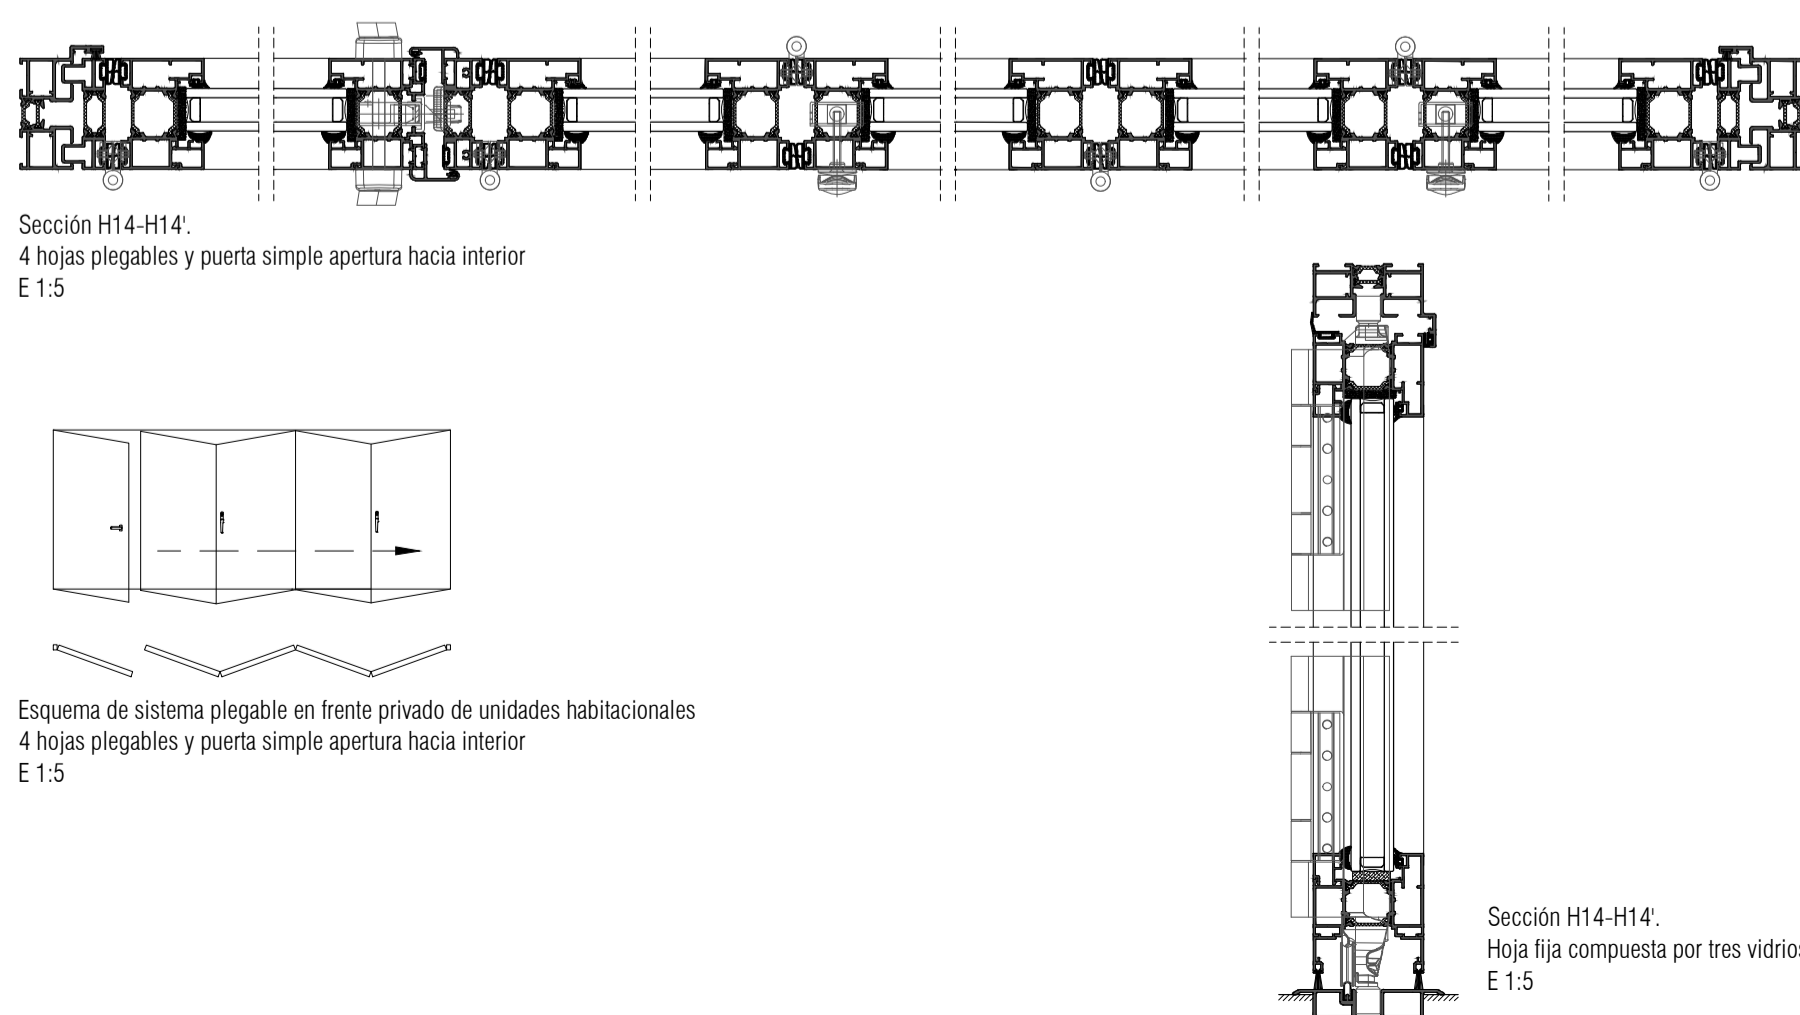 Sección H14-H14'.
4 hojas plegables y puerta simple apertura hacia interior
E 1:5
Esquema de sistema plegable en frente privado de unidades habitacionales
4 hojas plegables y puerta simple apertura hacia interior
E 1:5
Sección H14-H14'.
Hoja fija compuesta por tres vidrios
E 1:5